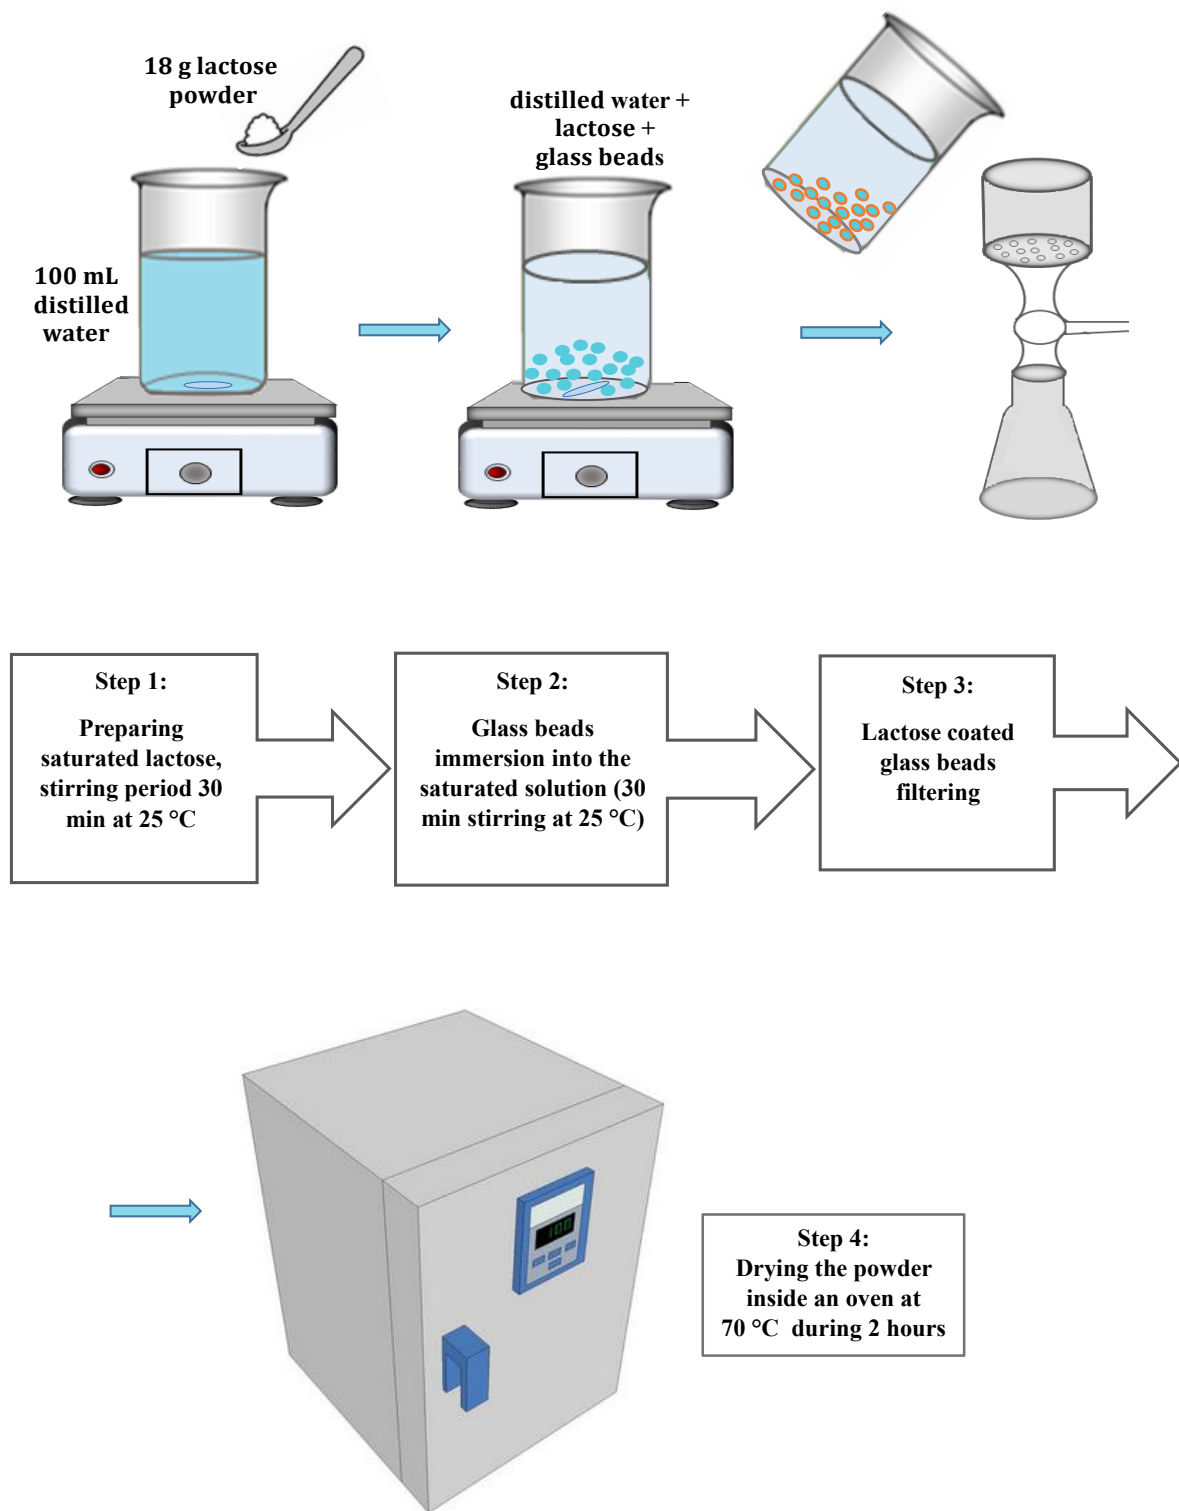 18 g lactose
powder
100 mL
distilled
water
distilled water +
lactose +
glass beads
Step 1:
Preparing
saturated lactose,
stirring period 30
min at 25 °C
Step 2:
Glass beads
immersion into the
saturated solution (30
min stirring at 25 °C)
Step 3:
Lactose coated
glass beads
filtering
100
Step 4:
Drying the powder
inside an oven at
70 °C during 2 hours